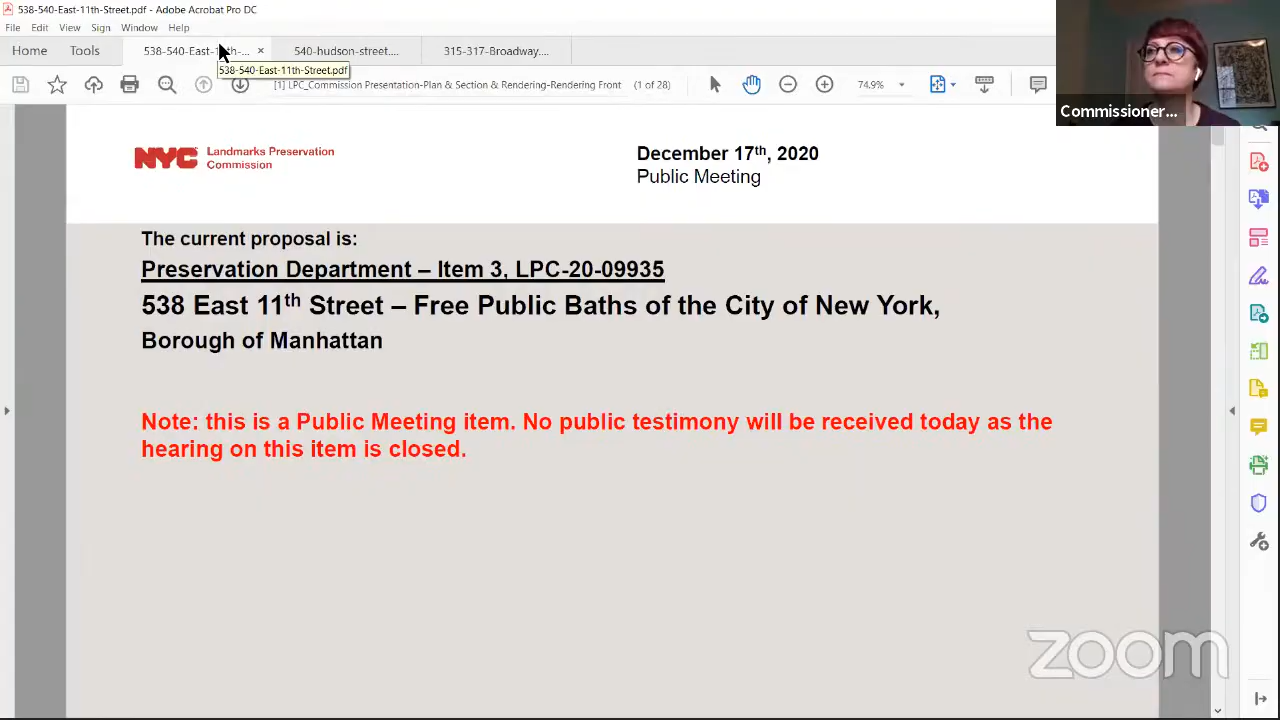 538-540-East-11th-Street.pdf - Adobe Acrobat Pro DC
File Edit View Sign Window Help
Home Tools 538-540-East-11th-... × 540-hudson-street.... 315-317-Broadway....
538-540-East-11th-Street.pdf
[1] LPC_Commission Presentation-Plan & Section & Rendering-Rendering Front (1 of 28) 74.9%
Commissioner...
NYC Landmarks Preservation
Commission
December 17th, 2020
Public Meeting
The current proposal is:
Preservation Department – Item 3, LPC-20-09935
538 East 11th Street – Free Public Baths of the City of New York,
Borough of Manhattan
Note: this is a Public Meeting item. No public testimony will be received today as the
hearing on this item is closed.
zoom